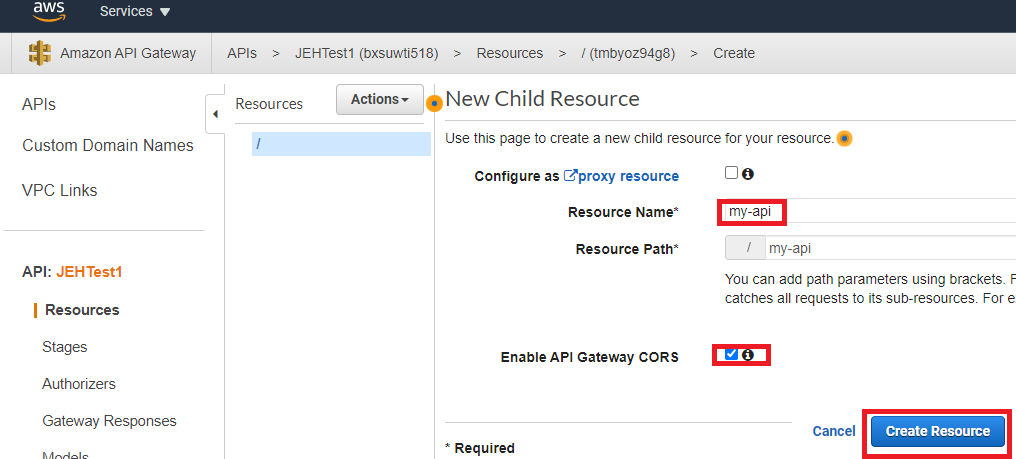 aws
Services
Amazon API Gateway
APIs > JEHTest1 (bxsuwti518) > Resources > / (tmbyoz94g8) > Create
APIs
Custom Domain Names
VPC Links
API: JEHTest1
Resources
Stages
Authorizers
Gateway Responses
Models
Resources
Actions
/
New Child Resource
Use this page to create a new child resource for your resource.
Configure as proxy resource
Resource Name* my-api
Resource Path* / my-api
You can add path parameters using brackets. F
catches all requests to its sub-resources. For e
Enable API Gateway CORS
* Required
Cancel
Create Resource